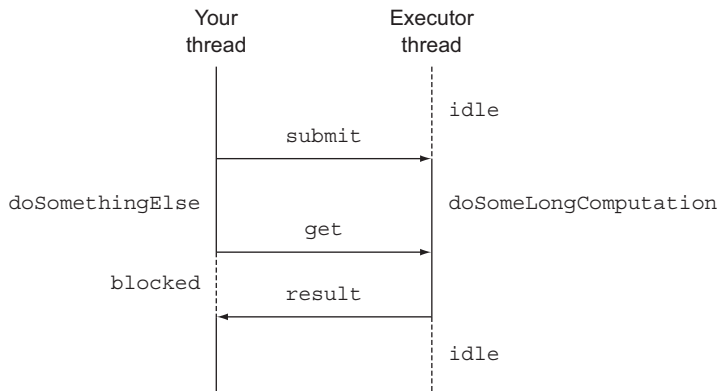 Your
thread
Executor
thread
idle
submit
doSomethingElse
doSomeLongComputation
get
blocked
result
idle